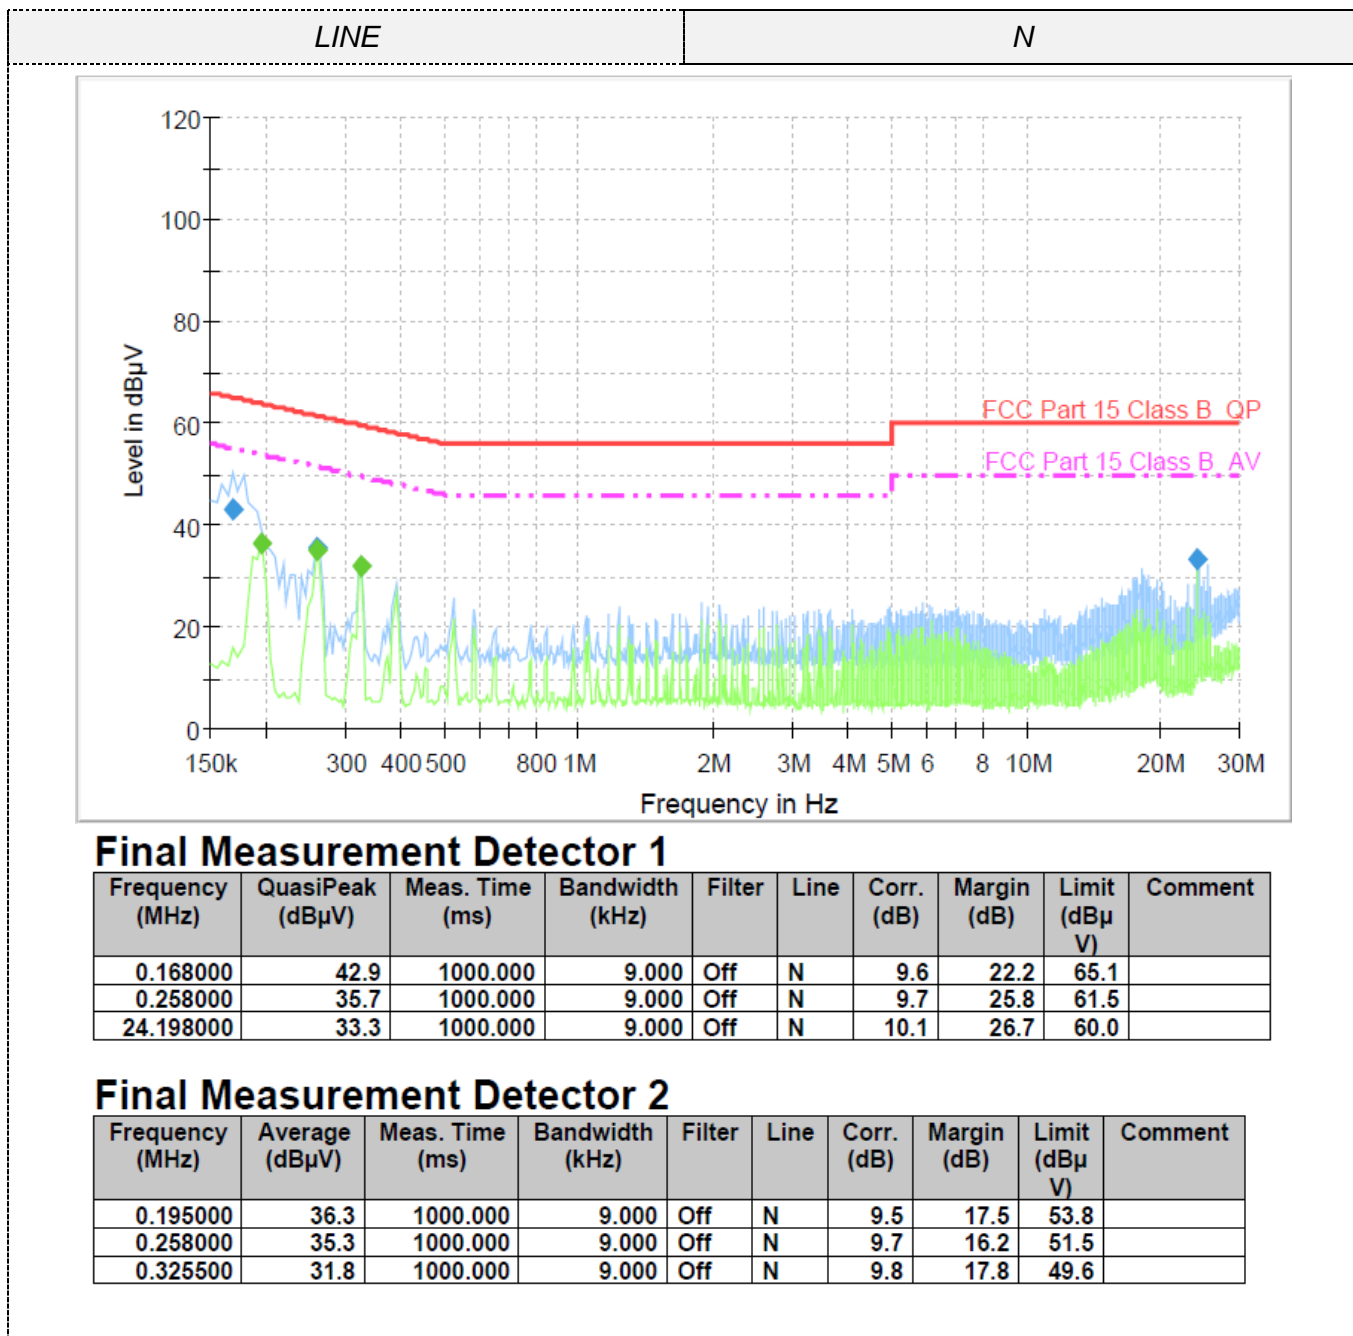 LINE N
120
100
80
60
40
20
0
Level in dBµV
FCC Part 15 Class B QP
FCC Part 15 Class B AV
150k 300 400 500 800 1M 2M 3M 4M 5M 6 8 10M 20M 30M
Frequency in Hz
Final Measurement Detector 1
Frequency (MHz) QuasiPeak (dBµV) Meas. Time (ms) Bandwidth (kHz) Filter Line Corr. (dB) Margin (dB) Limit (dBµ V) Comment
0.168000 42.9 1000.000 9.000 Off N 9.6 22.2 65.1
0.258000 35.7 1000.000 9.000 Off N 9.7 25.8 61.5
24.198000 33.3 1000.000 9.000 Off N 10.1 26.7 60.0
Final Measurement Detector 2
Frequency (MHz) Average (dBµV) Meas. Time (ms) Bandwidth (kHz) Filter Line Corr. (dB) Margin (dB) Limit (dBµ V) Comment
0.195000 36.3 1000.000 9.000 Off N 9.5 17.5 53.8
0.258000 35.3 1000.000 9.000 Off N 9.7 16.2 51.5
0.325500 31.8 1000.000 9.000 Off N 9.8 17.8 49.6